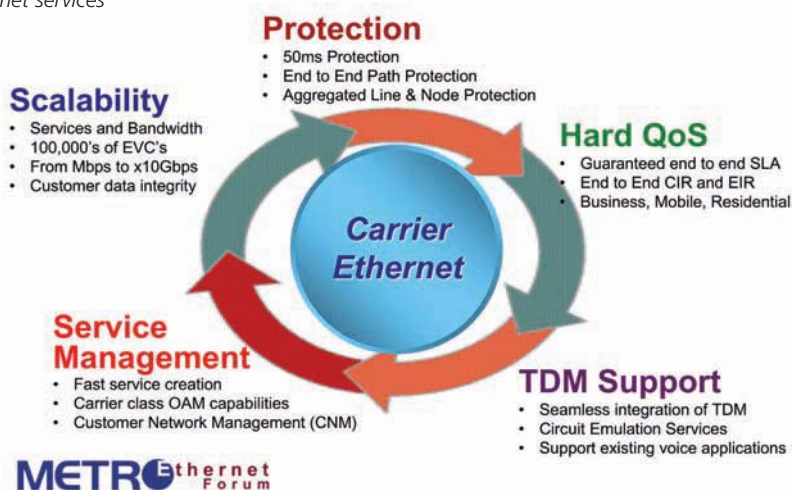 net services
Protection
• 50ms Protection
• End to End Path Protection
• Aggregated Line & Node Protection
Scalability
• Services and Bandwidth
• 100,000's of EVC's
• From Mbps to x10Gbps
• Customer data integrity
Hard QoS
• Guaranteed end to end SLA
• End to End CIR and EIR
• Business, Mobile, Residential
Carrier
Ethernet
Service
Management
• Fast service creation
• Carrier class OAM capabilities
• Customer Network Management (CNM)
TDM Support
• Seamless integration of TDM
• Circuit Emulation Services
• Support existing voice applications
METRO Ethernet
Forum